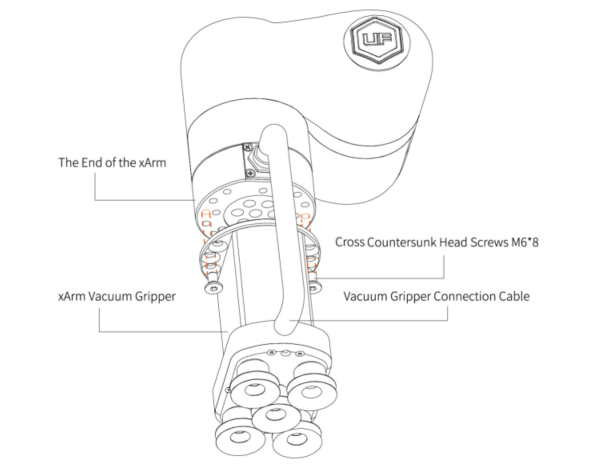 UF
The End of the xArm
Cross Countersunk Head Screws M6*8
xArm Vacuum Gripper
Vacuum Gripper Connection Cable